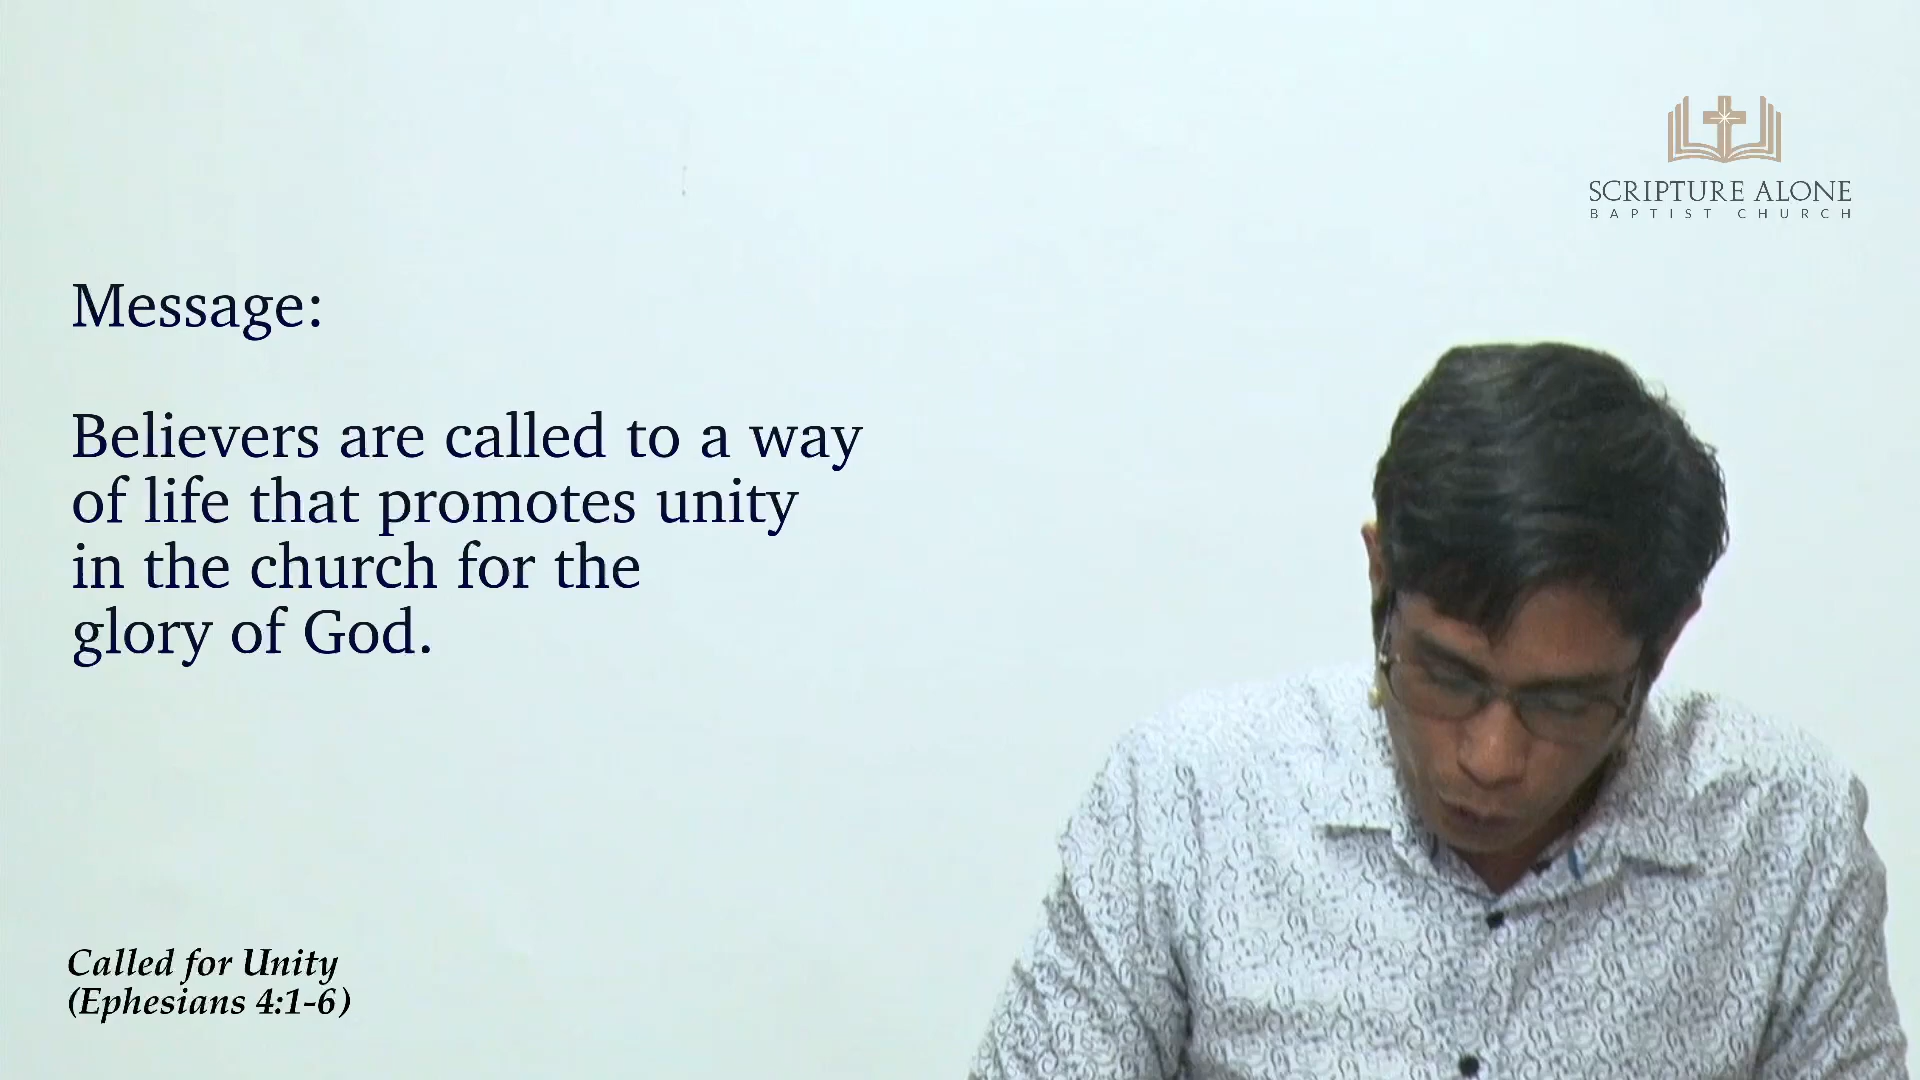 SCRIPTURE ALONE
BAPTIST CHURCH
Message:
Believers are called to a way
of life that promotes unity
in the church for the
glory of God.
Called for Unity
(Ephesians 4:1-6)